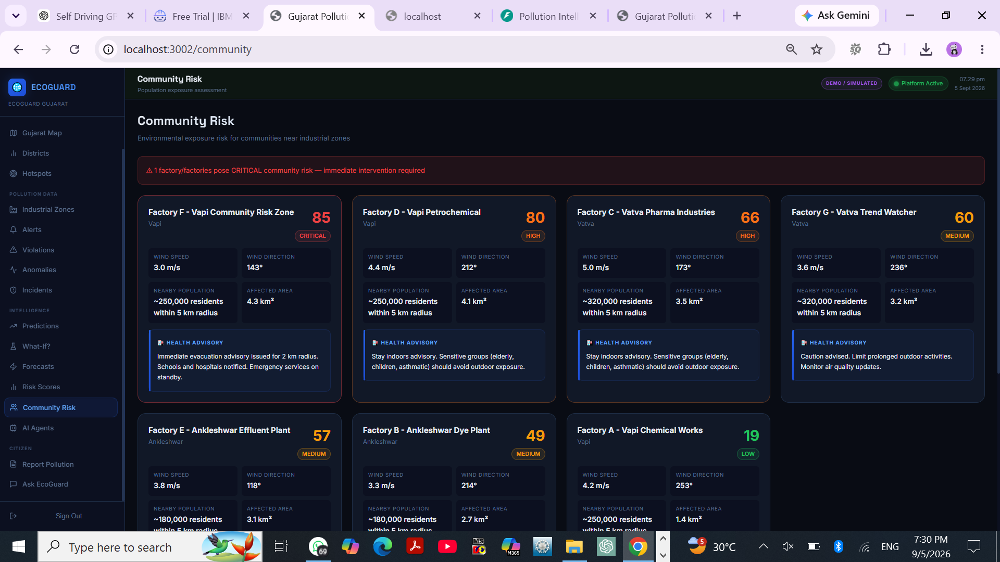 Self Driving GP
Free Trial | IBM
Gujarat Polluti
localhost
Pollution Intell
Gujarat Polluti
Ask Gemini
localhost:3002/community
ECOGUARD
ECOGUARD GUJARAT
Gujarat Map
Districts
Hotspots
POLLUTION DATA
Industrial Zones
Alerts
Violations
Anomalies
Incidents
INTELLIGENCE
Predictions
What-If?
Forecasts
Risk Scores
Community Risk
AI Agents
CITIZEN
Report Pollution
Ask EcoGuard
Sign Out
Community Risk
Population exposure assessment
DEMO / SIMULATED
Platform Active
07:29 pm
5 Sept 2026
Community Risk
Environmental exposure risk for communities near industrial zones
⚠ 1 factory/factories pose CRITICAL community risk — immediate intervention required
Factory F - Vapi Community Risk Zone
Vapi
85
CRITICAL
WIND SPEED
3.0 m/s
WIND DIRECTION
143°
NEARBY POPULATION
~250,000 residents
within 5 km radius
AFFECTED AREA
4.3 km²
HEALTH ADVISORY
Immediate evacuation advisory issued for 2 km radius.
Schools and hospitals notified. Emergency services on
standby.
Factory D - Vapi Petrochemical
Vapi
80
HIGH
WIND SPEED
4.4 m/s
WIND DIRECTION
212°
NEARBY POPULATION
~250,000 residents
within 5 km radius
AFFECTED AREA
4.1 km²
HEALTH ADVISORY
Stay indoors advisory. Sensitive groups (elderly,
children, asthmatic) should avoid outdoor exposure.
Factory C - Vatva Pharma Industries
Vatva
66
HIGH
WIND SPEED
5.0 m/s
WIND DIRECTION
173°
NEARBY POPULATION
~320,000 residents
within 5 km radius
AFFECTED AREA
3.5 km²
HEALTH ADVISORY
Stay indoors advisory. Sensitive groups (elderly,
children, asthmatic) should avoid outdoor exposure.
Factory G - Vatva Trend Watcher
Vatva
60
MEDIUM
WIND SPEED
3.6 m/s
WIND DIRECTION
236°
NEARBY POPULATION
~320,000 residents
within 5 km radius
AFFECTED AREA
3.2 km²
HEALTH ADVISORY
Caution advised. Limit prolonged outdoor activities.
Monitor air quality updates.
Factory E - Ankleshwar Effluent Plant
Ankleshwar
57
MEDIUM
WIND SPEED
3.8 m/s
WIND DIRECTION
118°
NEARBY POPULATION
~180,000 residents
within 5 km radius
AFFECTED AREA
3.1 km²
Factory B - Ankleshwar Dye Plant
Ankleshwar
49
MEDIUM
WIND SPEED
3.3 m/s
WIND DIRECTION
214°
NEARBY POPULATION
~180,000 residents
within 5 km radius
AFFECTED AREA
2.7 km²
Factory A - Vapi Chemical Works
Vapi
19
LOW
WIND SPEED
4.2 m/s
WIND DIRECTION
253°
NEARBY POPULATION
~250,000 residents
within 5 km radius
AFFECTED AREA
1.4 km²
Type here to search
69
MS
M365
5
30°C
ENG
7:30 PM
9/5/2026